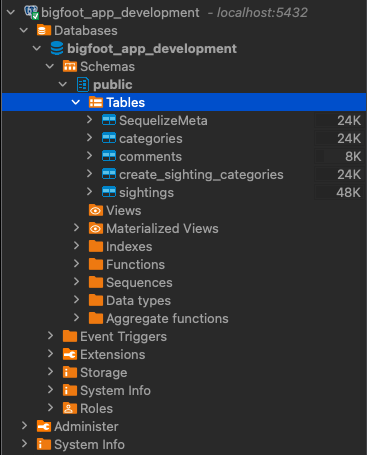 bigfoot_app_development - localhost:5432
Databases
bigfoot_app_development
Schemas
public
Tables
SequelizeMeta 24K
categories 24K
comments 8K
create_sighting_categories 24K
sightings 48K
Views
Materialized Views
Indexes
Functions
Sequences
Data types
Aggregate functions
Event Triggers
Extensions
Storage
System Info
Roles
Administer
System Info